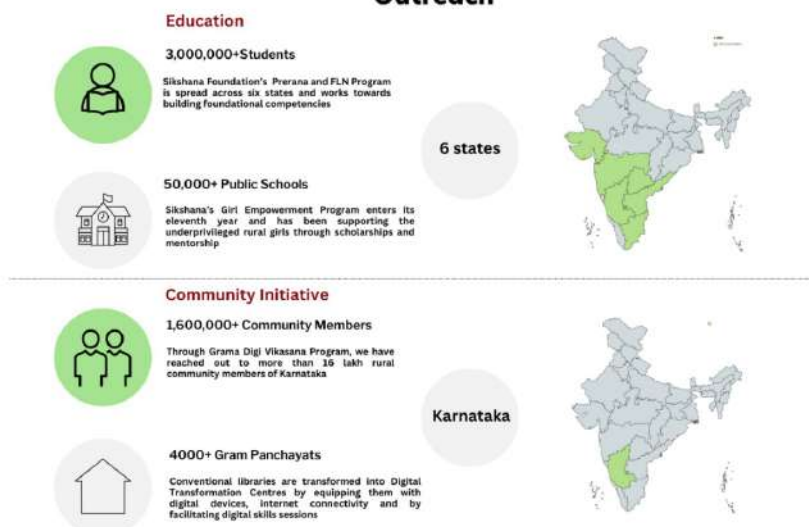 Outreach
Education
3,000,000+Students
Sikshana Foundation's Prerana and FLN Program
is spread across six states and works towards
building foundational competencies
6 states
50,000+ Public Schools
Sikshana's Girl Empowerment Program enters its
eleventh year and has been supporting the
underprivileged rural girls through scholarships and
mentorship
Community Initiative
1,600,000+ Community Members
Through Grama Digi Vikasana Program, we have
reached out to more than 16 lakh rural
community members of Karnataka
Karnataka
4000+ Gram Panchayats
Conventional libraries are transformed into Digital
Transformation Centres by equipping them with
digital devices, internet connectivity and by
facilitating digital skills sessions